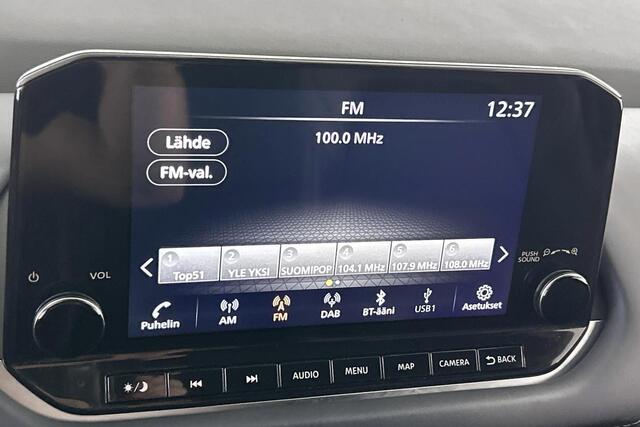 FM
12:37
Lähde
100.0 MHz
FM-val.
1 Top51
2 YLE YKSI
3 SUOMIPOP
4 104.1 MHz
5 107.9 MHz
6 108.0 MHz
VOL
PUSH SOUND
Puhelin
AM
FM
DAB
BT-ääni
USB1
Asetukset
AUDIO
MENU
MAP
CAMERA
BACK